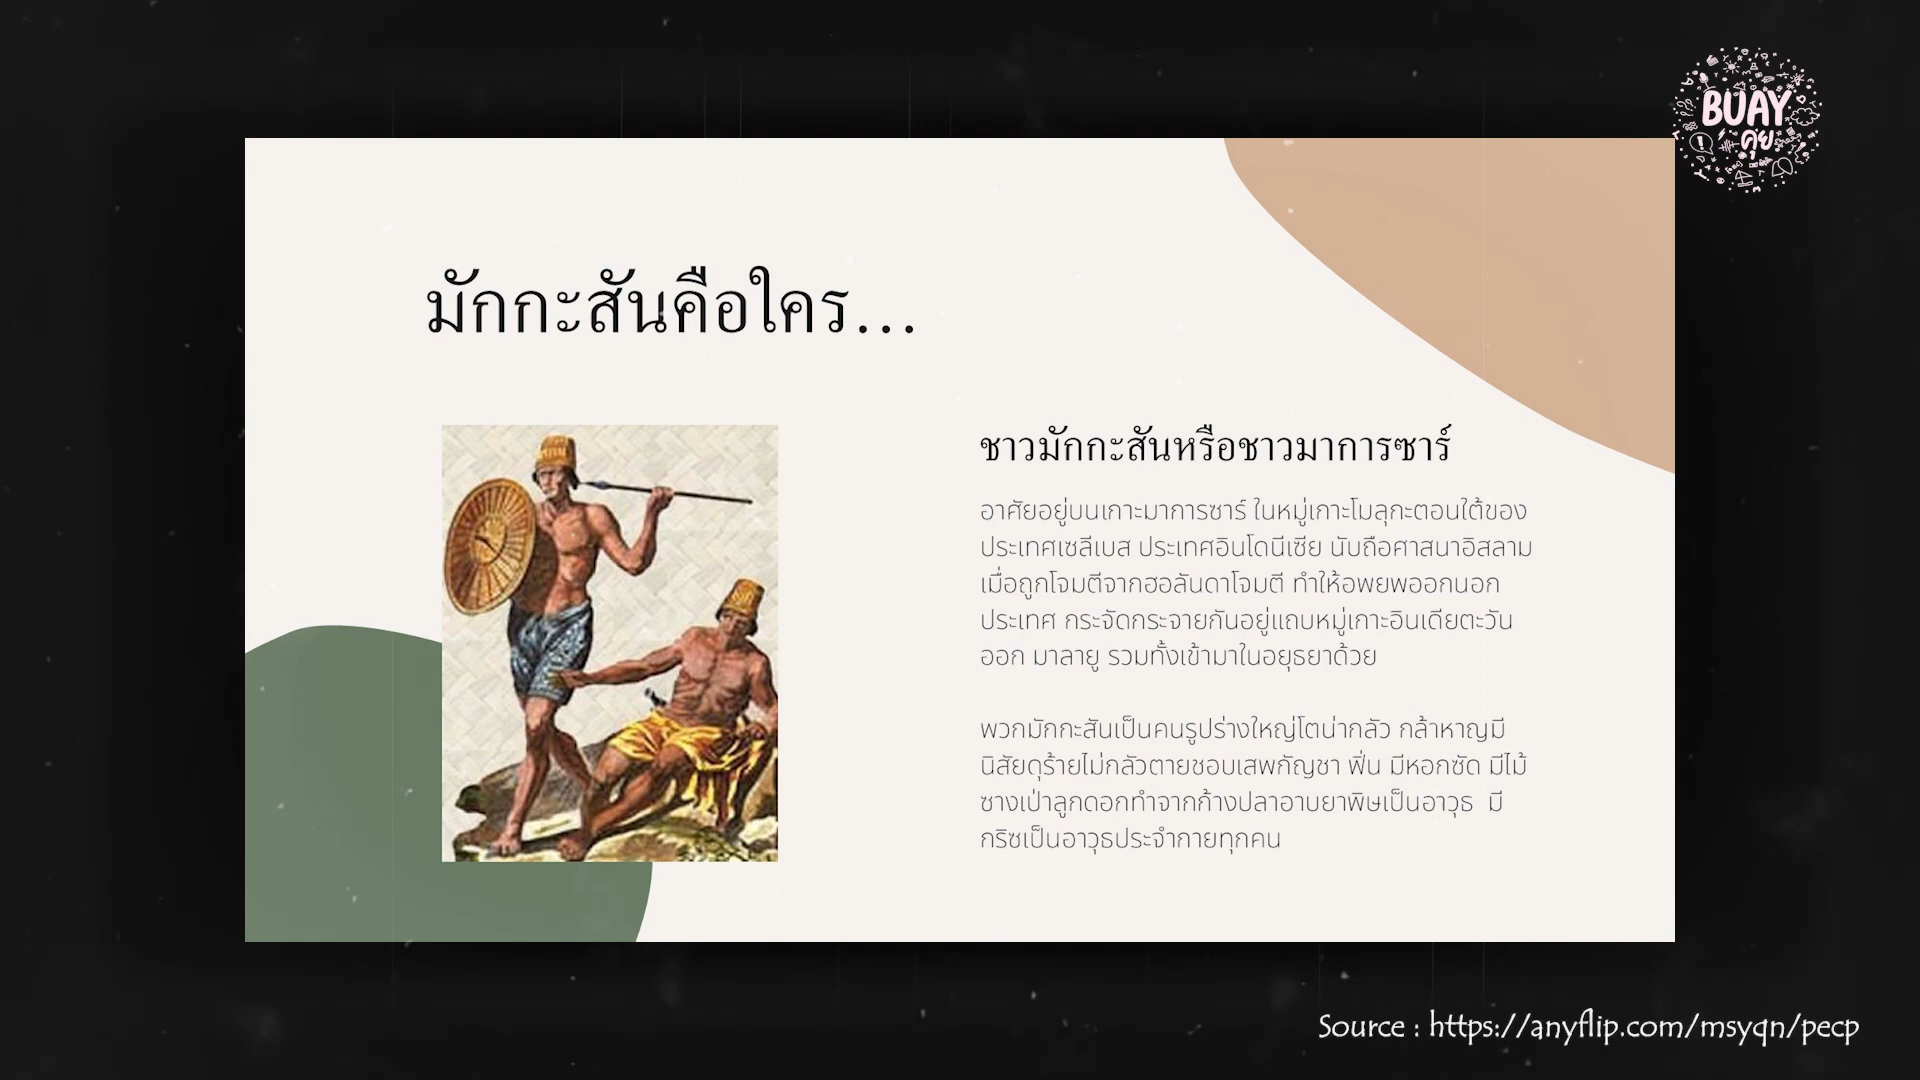 BUAY
คุ่ย
มักกะสันคือใคร...
ชาวมักกะสันหรือชาวมาการซาร์
อาศัยอยู่บนเกาะมาการซาร์ ในหมู่เกาะโมลุกะตอนใต้ของ
ประเทศเซลีเบส ประเทศอินโดนีเซีย นับถือศาสนาอิสลาม
เมื่อถูกโจมตีจากฮอลันดาโจมตี ทำให้อพยพออกนอก
ประเทศ กระจัดกระจายกันอยู่แถบหมู่เกาะอินเดียตะวัน
ออก มาลายู รวมทั้งเข้ามาในอยุธยาด้วย
พวกมักกะสันเป็นคนรูปร่างใหญ่โตน่ากลัว กล้าหาญมี
นิสัยดุร้ายไม่กลัวตายชอบเสพกัญชา ฟิ่น มีหอกซัด มีไม้
ซางเป่าลูกดอกทำจากก้างปลาอาบยาพิษเป็นอาวุธ มี
กริชเป็นอาวุธประจำกายทุกคน
Source : https://anyflip.com/msyqn/pecp